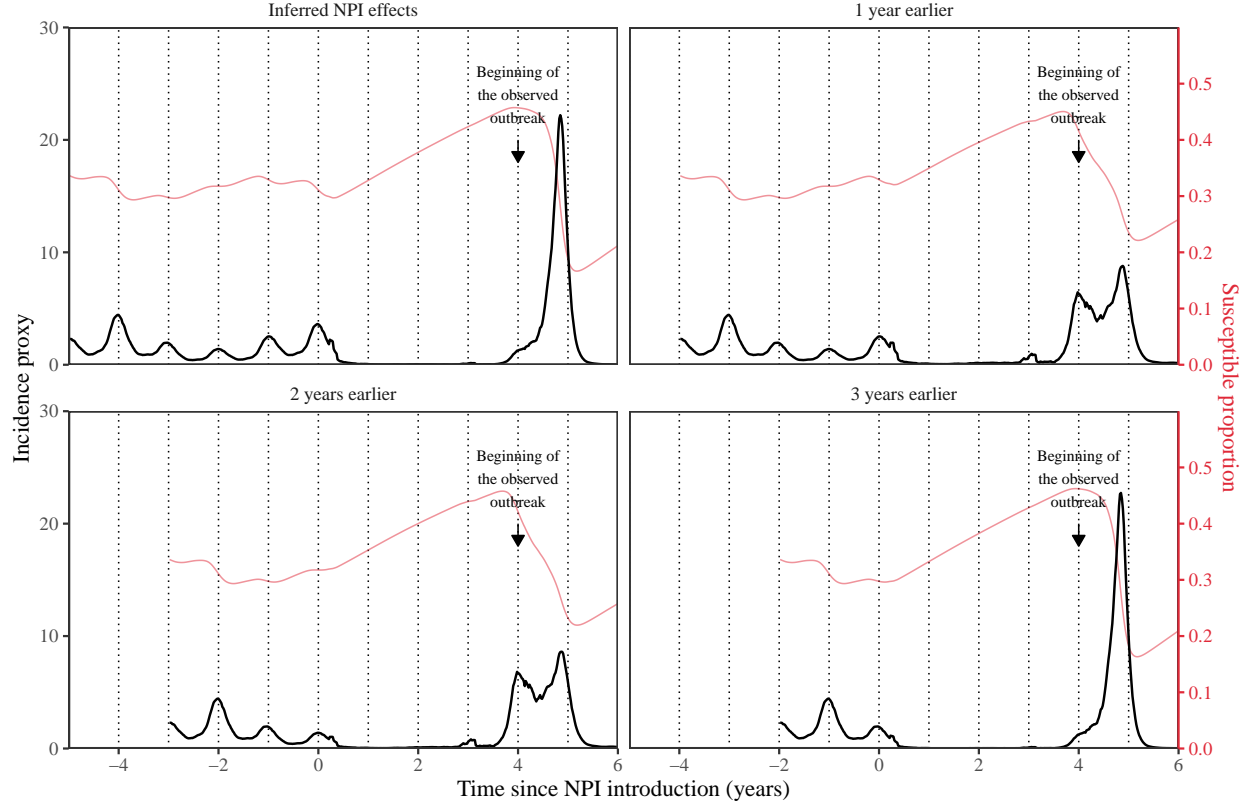 Inferred NPI effects
1 year earlier
30
20
10
0
Beginning of
the observed
outbreak
Beginning of
the observed
outbreak
0.5
0.4
0.3
0.2
0.1
0.0
Incidence proxy
Susceptible proportion
2 years earlier
3 years earlier
30
20
10
0
Beginning of
the observed
outbreak
Beginning of
the observed
outbreak
0.5
0.4
0.3
0.2
0.1
0.0
−4 −2 0 2 4 6
−4 −2 0 2 4 6
Time since NPI introduction (years)